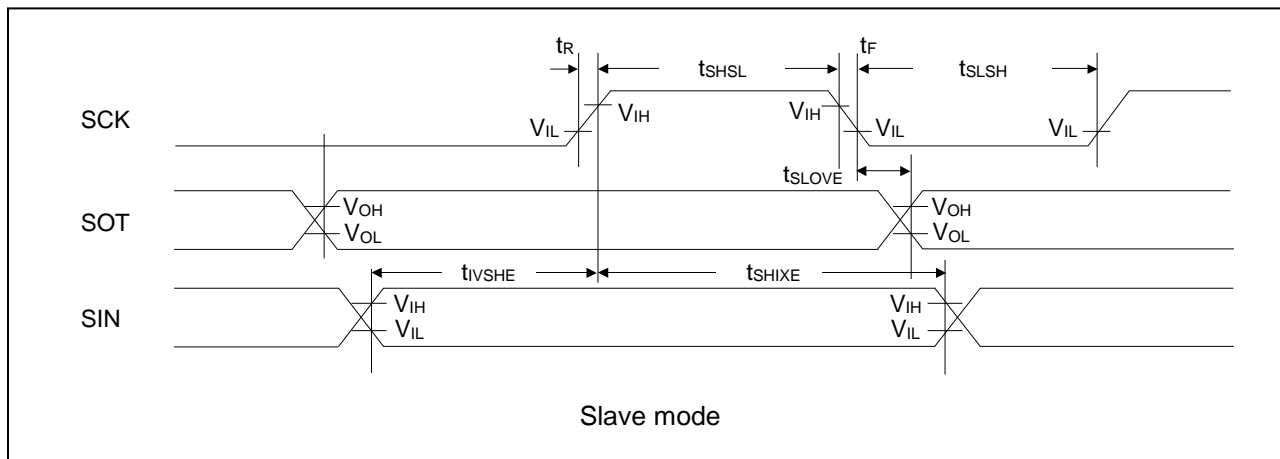 tR
tSHSL
tF
tSLSH
SCK
VIH
VIL
VIH
VIL
VIL
tSLOVE
SOT
VOH
VOL
VOH
VOL
tIVSHE
tSHIXE
SIN
VIH
VIL
VIH
VIL
Slave mode